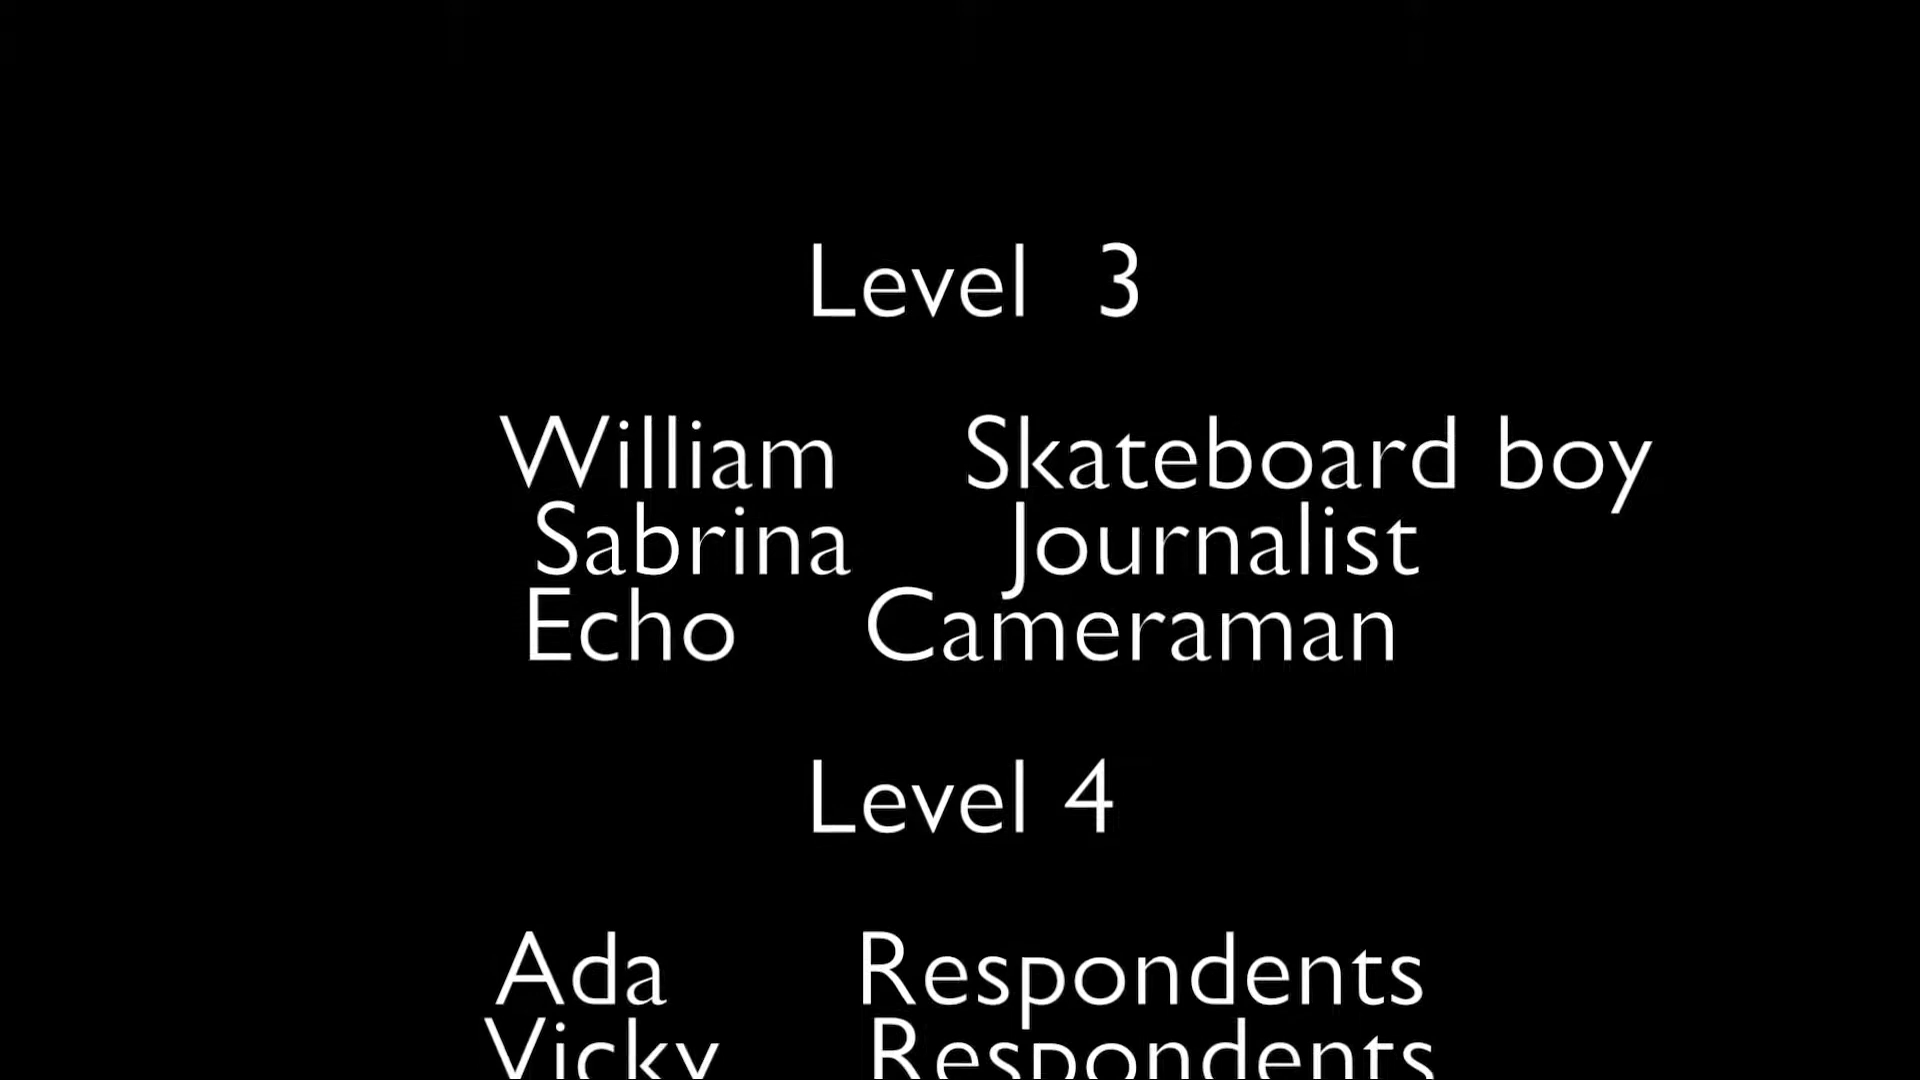 Level 3
William Skateboard boy
Sabrina Journalist
Echo Cameraman
Level 4
Ada Respondents
Vicky Respondents